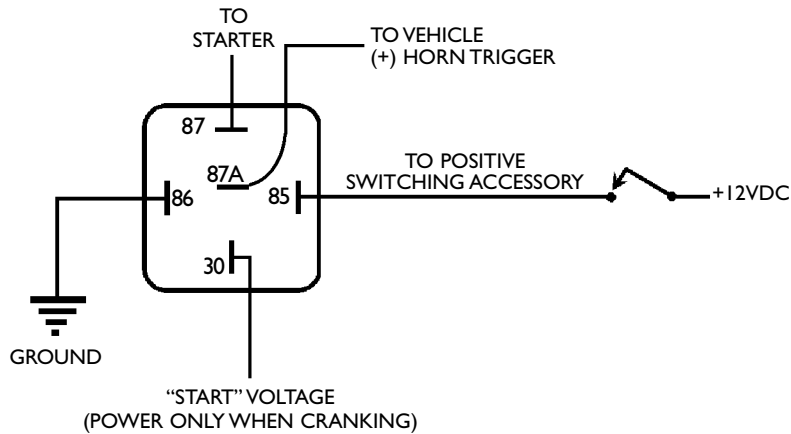 TO
STARTER
TO VEHICLE
(+) HORN TRIGGER
87
87A
86
85
30
TO POSITIVE
SWITCHING ACCESSORY
+12VDC
GROUND
“START” VOLTAGE
(POWER ONLY WHEN CRANKING)